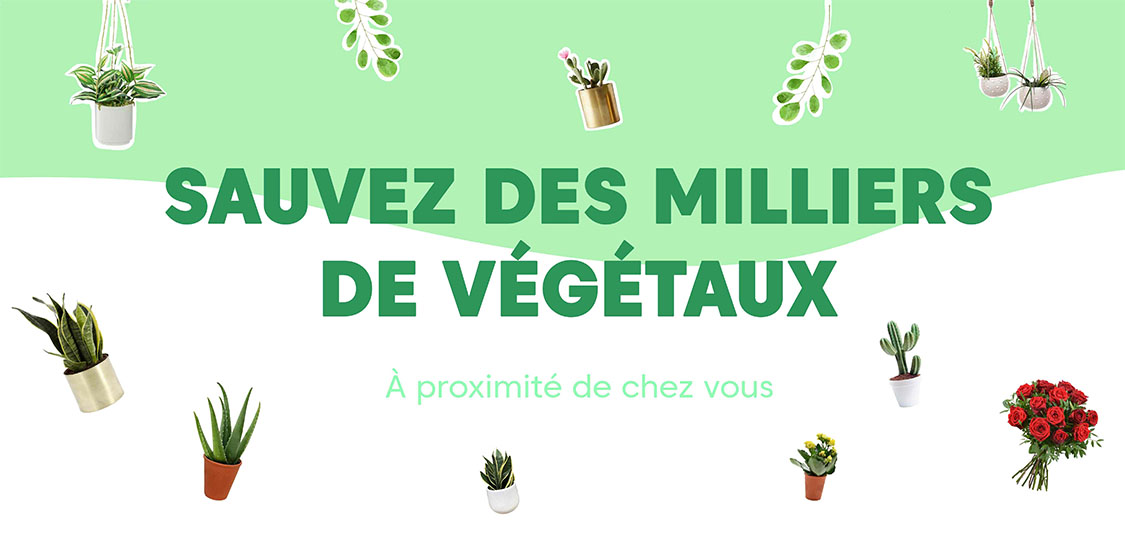 SAUVEZ DES MILLIERS
DE VÉGÉTAUX
À proximité de chez vous